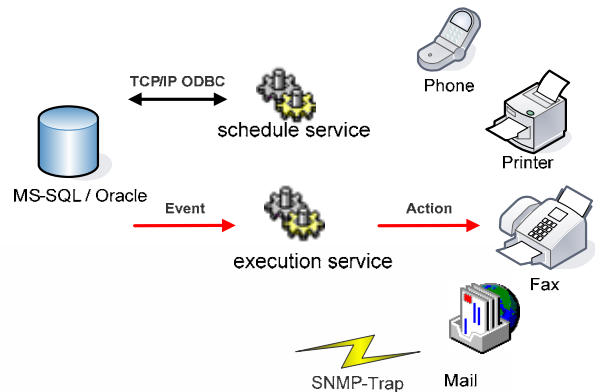 TCP/IP ODBC
Phone
schedule service
Printer
MS-SQL / Oracle
Event
Action
execution service
Fax
SNMP-Trap
Mail